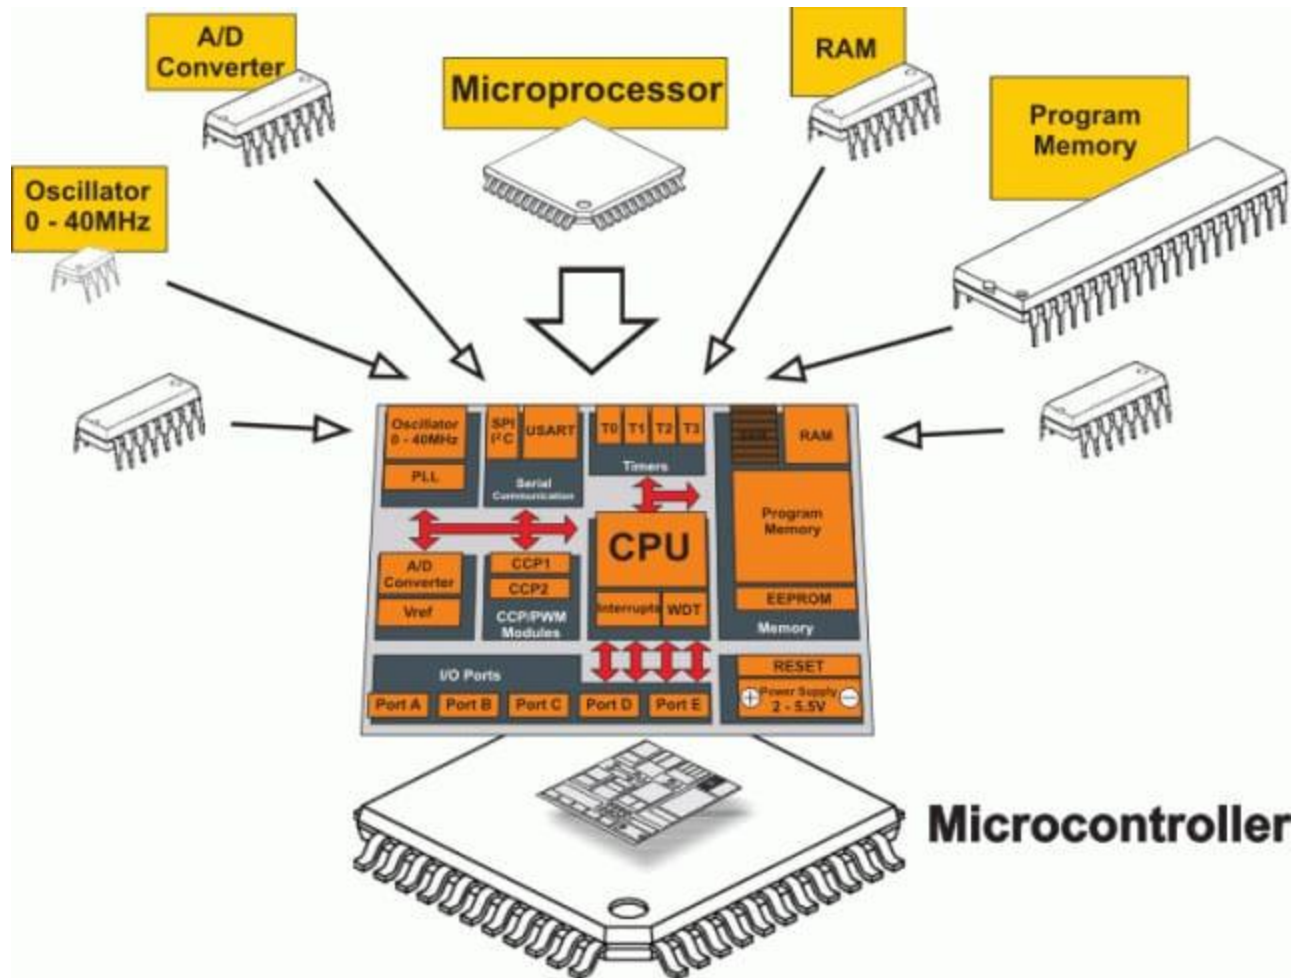 A/D
Converter
Microprocessor
RAM
Program
Memory
Oscillator
0 - 40MHz
Oscillator
0 - 40MHz
PLL
SPI
I²C
USART
Serial
Communication
T0 T1 T2 T3
Timers
RAM
Program
Memory
EEPROM
Memory
A/D
Converter
Vref
CCP1
CCP2
CCP/PWM
Modules
CPU
Interrupts WDT
I/O Ports
Port A Port B Port C Port D Port E
RESET
Power Supply
2 - 5.5V
+ −
Microcontroller